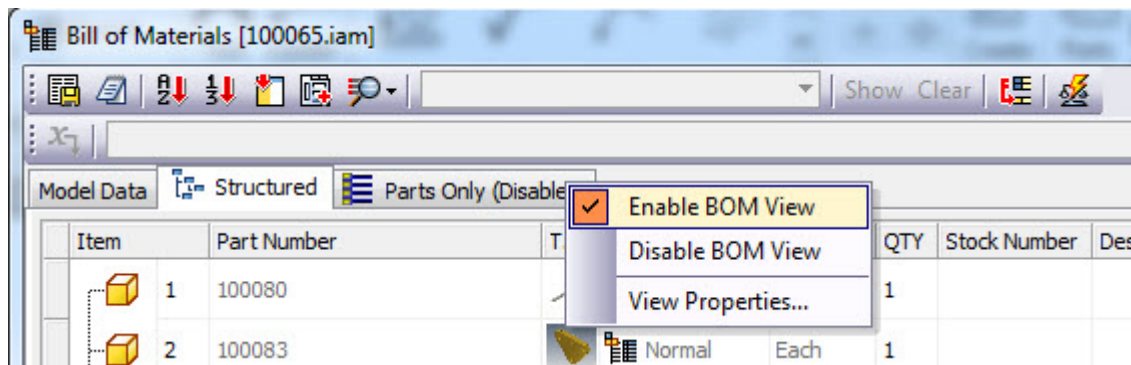 Bill of Materials [100065.iam]
Show Clear
Model Data Structured Parts Only (Disable
Enable BOM View
Disable BOM View
View Properties...
Item Part Number T. QTY Stock Number Des
1 100080 1
2 100083 Normal Each 1